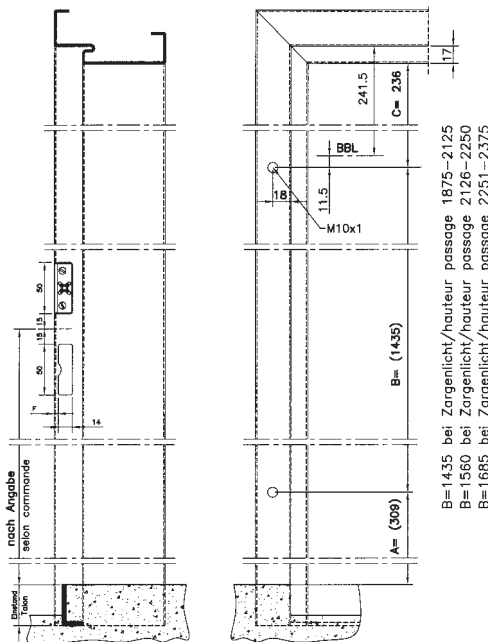 17
241.5
C= 236
BBL
18
11.5
M10x1
50
15
15
50
F
14
B= (1435)
A= (309)
nach Angabe
selon commande
Einstand
Talon
B=1435 bei Zargenlicht/hauteur passage 1875-2125
B=1560 bei Zargenlicht/hauteur passage 2126-2250
B=1685 bei Zargenlicht/hauteur passage 2251-2375